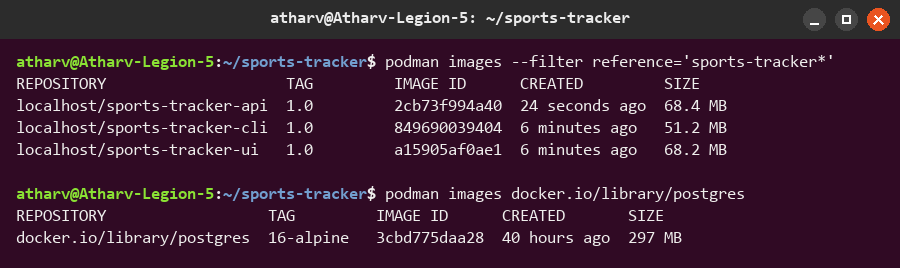 atharv@Atharv-Legion-5: ~/sports-tracker
atharv@Atharv-Legion-5:~/sports-tracker$ podman images --filter reference='sports-tracker*'
REPOSITORY                    TAG         IMAGE ID      CREATED         SIZE
localhost/sports-tracker-api  1.0         2cb73f994a40  24 seconds ago  68.4 MB
localhost/sports-tracker-cli  1.0         849690039404  6 minutes ago   51.2 MB
localhost/sports-tracker-ui   1.0         a15905af0ae1  6 minutes ago   68.2 MB
atharv@Atharv-Legion-5:~/sports-tracker$ podman images docker.io/library/postgres
REPOSITORY                  TAG         IMAGE ID      CREATED       SIZE
docker.io/library/postgres  16-alpine   3cbd775daa28  40 hours ago  297 MB